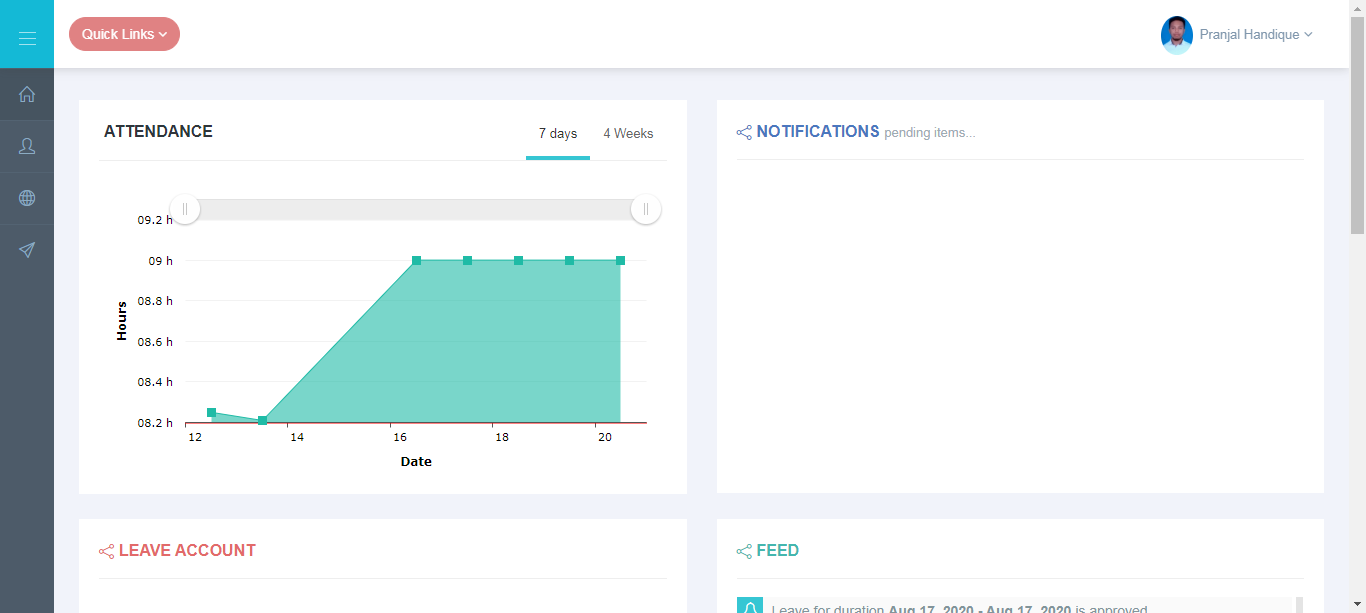 Quick Links
Pranjal Handique
ATTENDANCE
7 days
4 Weeks
09.2 h
09 h
08.8 h
08.6 h
08.4 h
08.2 h
Hours
12 14 16 18 20
Date
NOTIFICATIONS pending items...
LEAVE ACCOUNT
FEED
Leave for duration Aug 17, 2020 - Aug 17, 2020 is approved